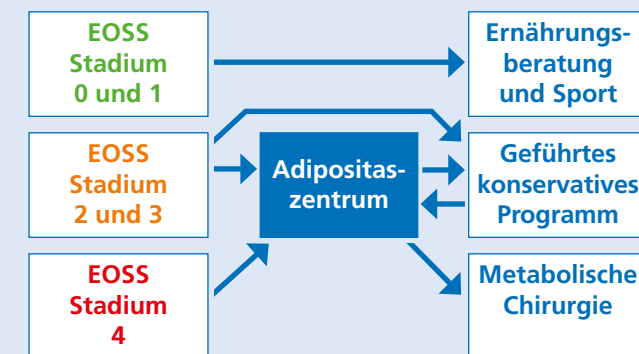 EOSS
Stadium
0 und 1
Ernährungs-
beratung
und Sport
EOSS
Stadium
2 und 3
Adipositas-
zentrum
Geführtes
konservatives
Programm
EOSS
Stadium
4
Metabolische
Chirurgie